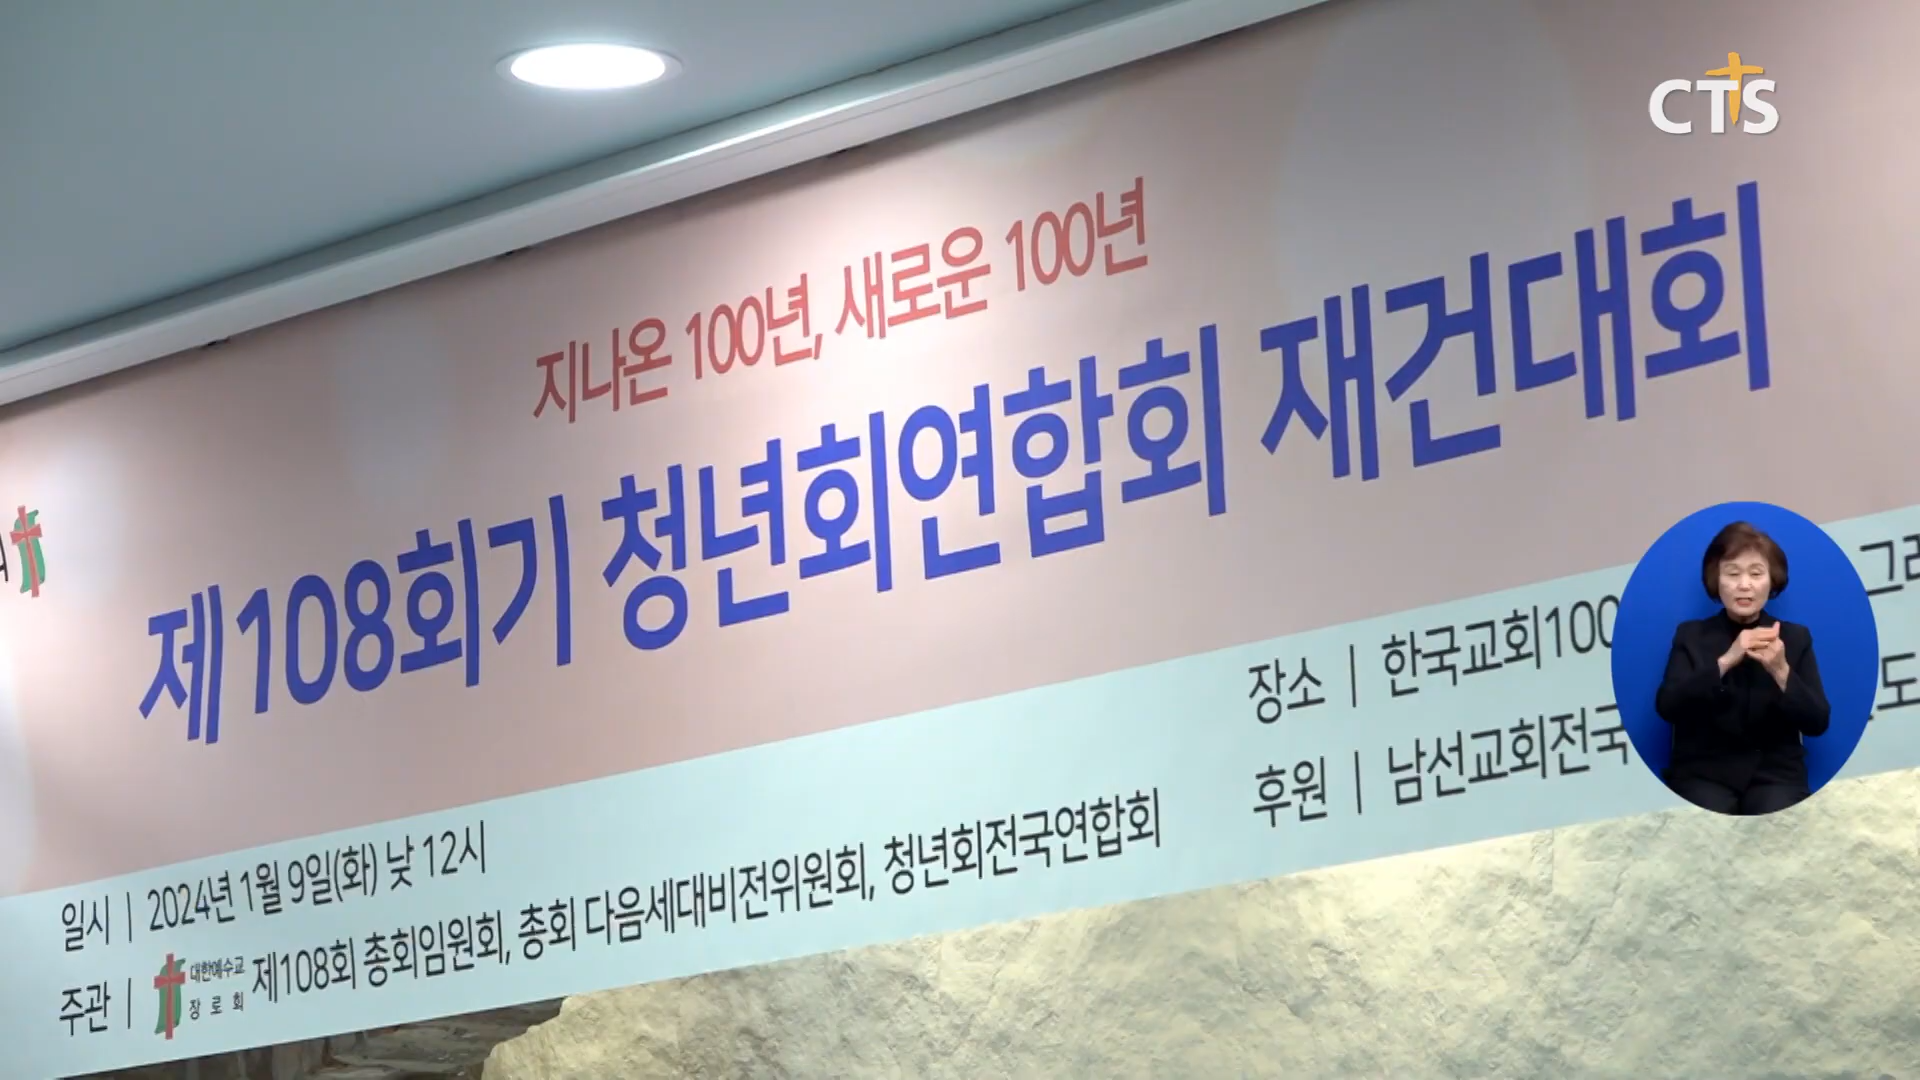 CTS
지나온 100년, 새로운 100년
제108회기 청년회연합회 재건대회
일시 | 2024년 1월 9일(화) 낮 12시
주관 | 대한예수교 장로회 제108회 총회임원회, 총회 다음세대비전위원회, 청년회전국연합회
장소 | 한국교회100
후원 | 남선교회전국